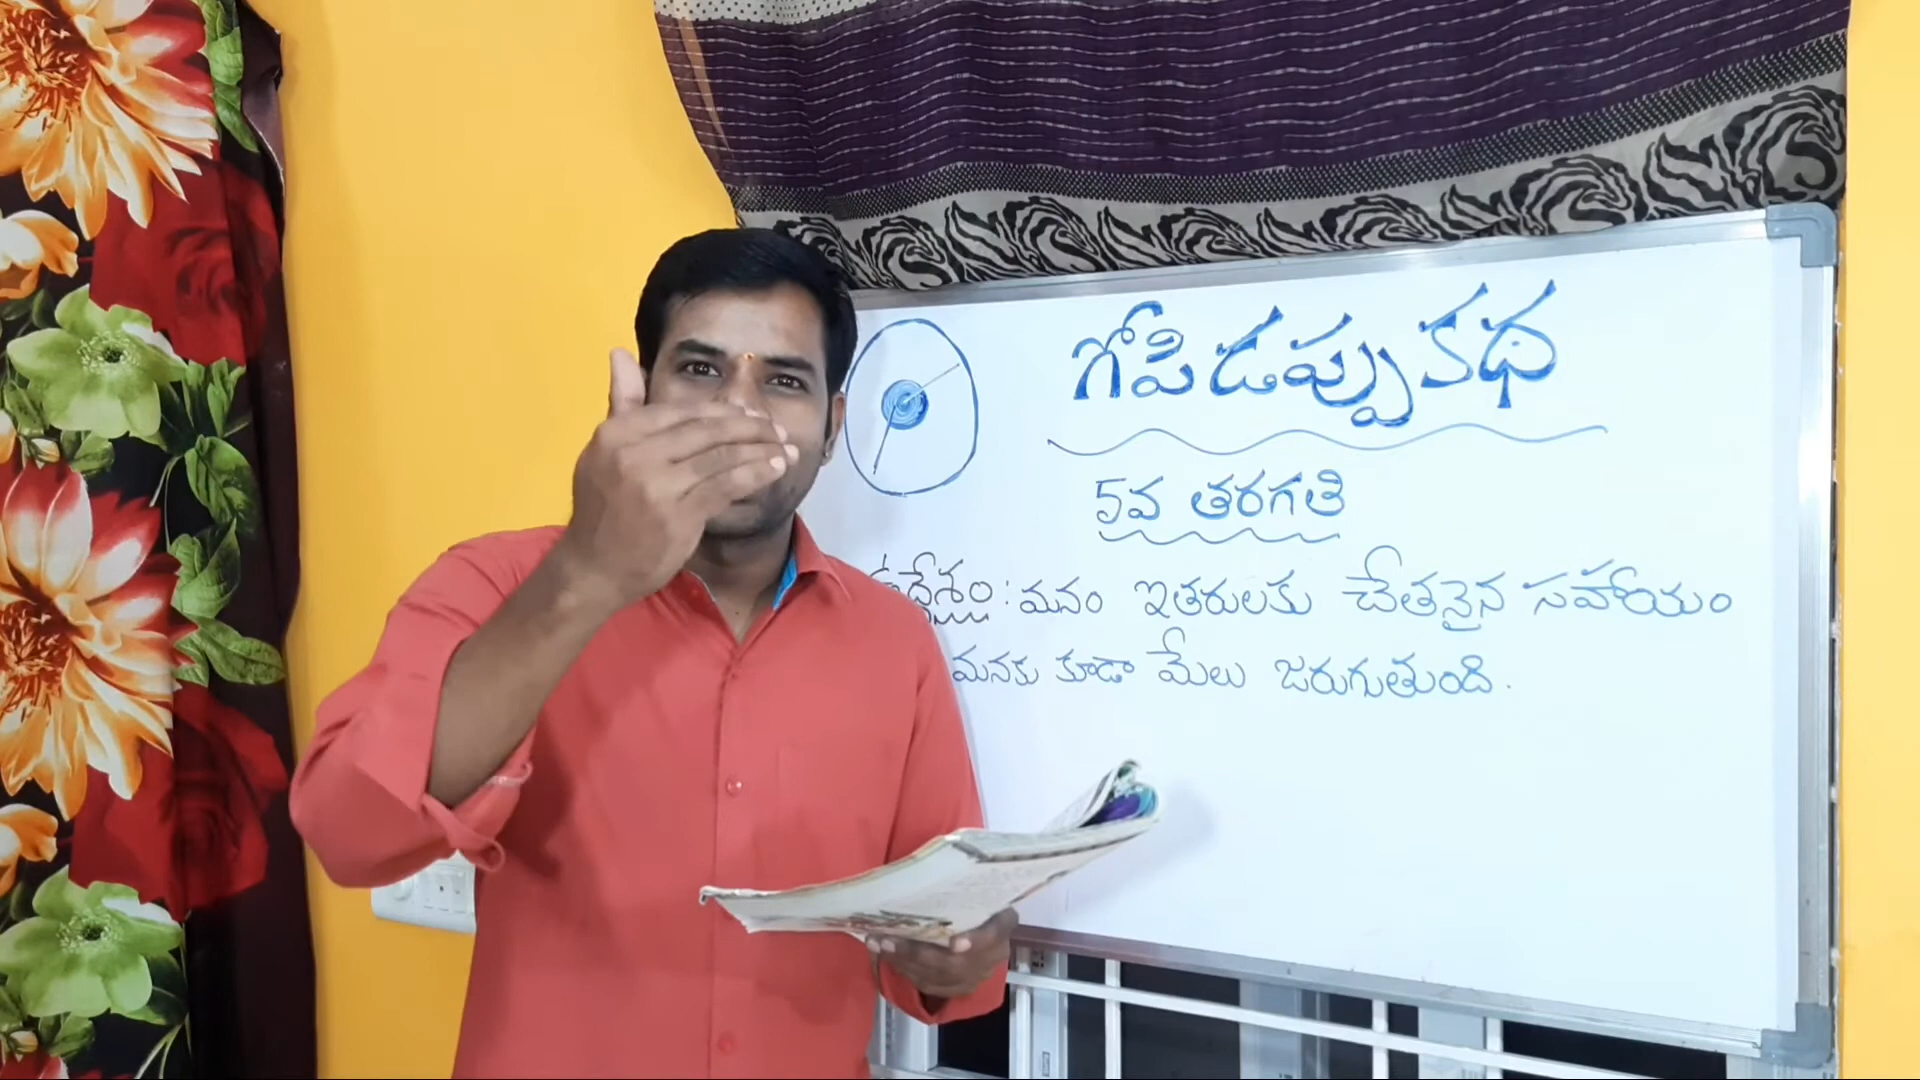 గోపి డప్పు కథ
5వ తరగతి
ఉద్దేశ్యం : మనం ఇతరులకు చేతనైన సహాయం
మనకు కూడా మేలు జరుగుతుంది.